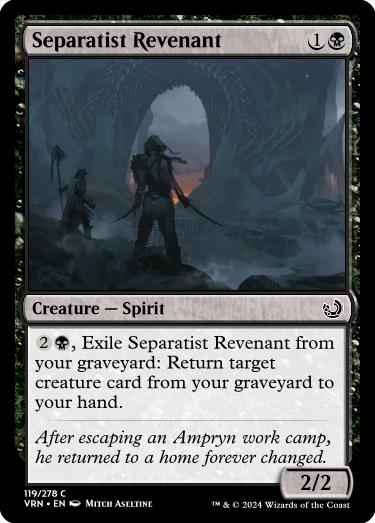 Separatist Revenant 1
Creature — Spirit
2, Exile Separatist Revenant from
your graveyard: Return target
creature card from your graveyard to
your hand.
After escaping an Ampryn work camp,
he returned to a home forever changed.
2/2
119/278 C
VRN • EN Mitch Aseltine
™ & © 2024 Wizards of the Coast